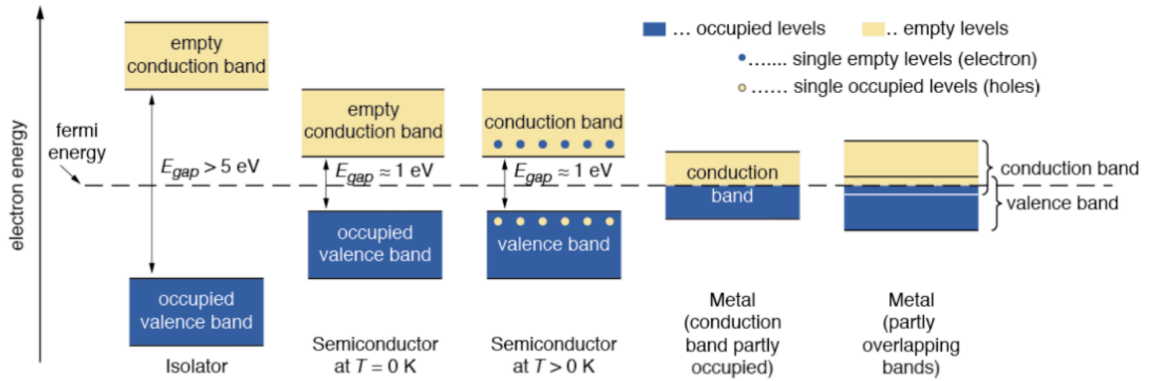 electron energy
fermi
energy
empty
conduction band
E_gap > 5 eV
occupied
valence band
Isolator
empty
conduction band
E_gap ≈ 1 eV
occupied
valence band
Semiconductor
at T = 0 K
conduction band
E_gap ≈ 1 eV
valence band
Semiconductor
at T > 0 K
... occupied levels
.. empty levels
....... single empty levels (electron)
...... single occupied levels (holes)
conduction
band
Metal
(conduction
band partly
occupied)
conduction band
valence band
Metal
(partly
overlapping
bands)